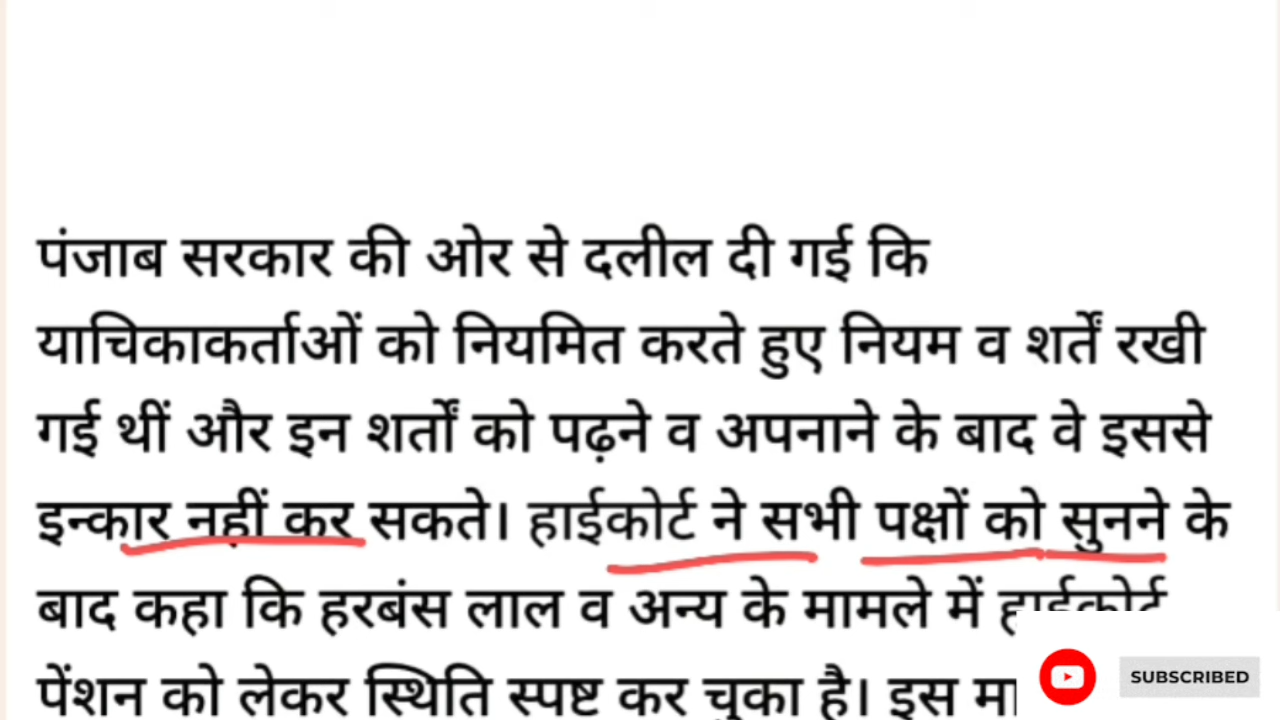 पंजाब सरकार की ओर से दलील दी गई कि
याचिकाकर्ताओं को नियमित करते हुए नियम व शर्तें रखी
गई थीं और इन शर्तों को पढ़ने व अपनाने के बाद वे इससे
इन्कार नहीं कर सकते। हाईकोर्ट ने सभी पक्षों को सुनने के
बाद कहा कि हरबंस लाल व अन्य के मामले में हाईकोर्ट
पेंशन को लेकर स्थिति स्पष्ट कर चुका है। इस
SUBSCRIBED